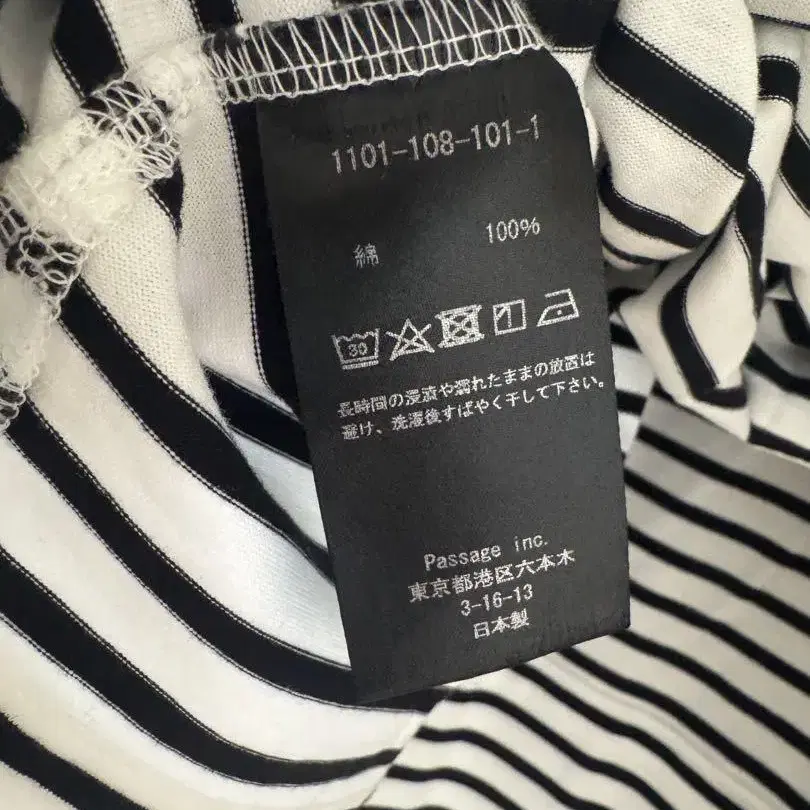 1101-108-101-1
綿 100%
30
長時間の浸漬や濡れたままの放置は
避け、洗濯後すばやく干して下さい。
Passage inc.
東京都港区六本木
3-16-13
日本製